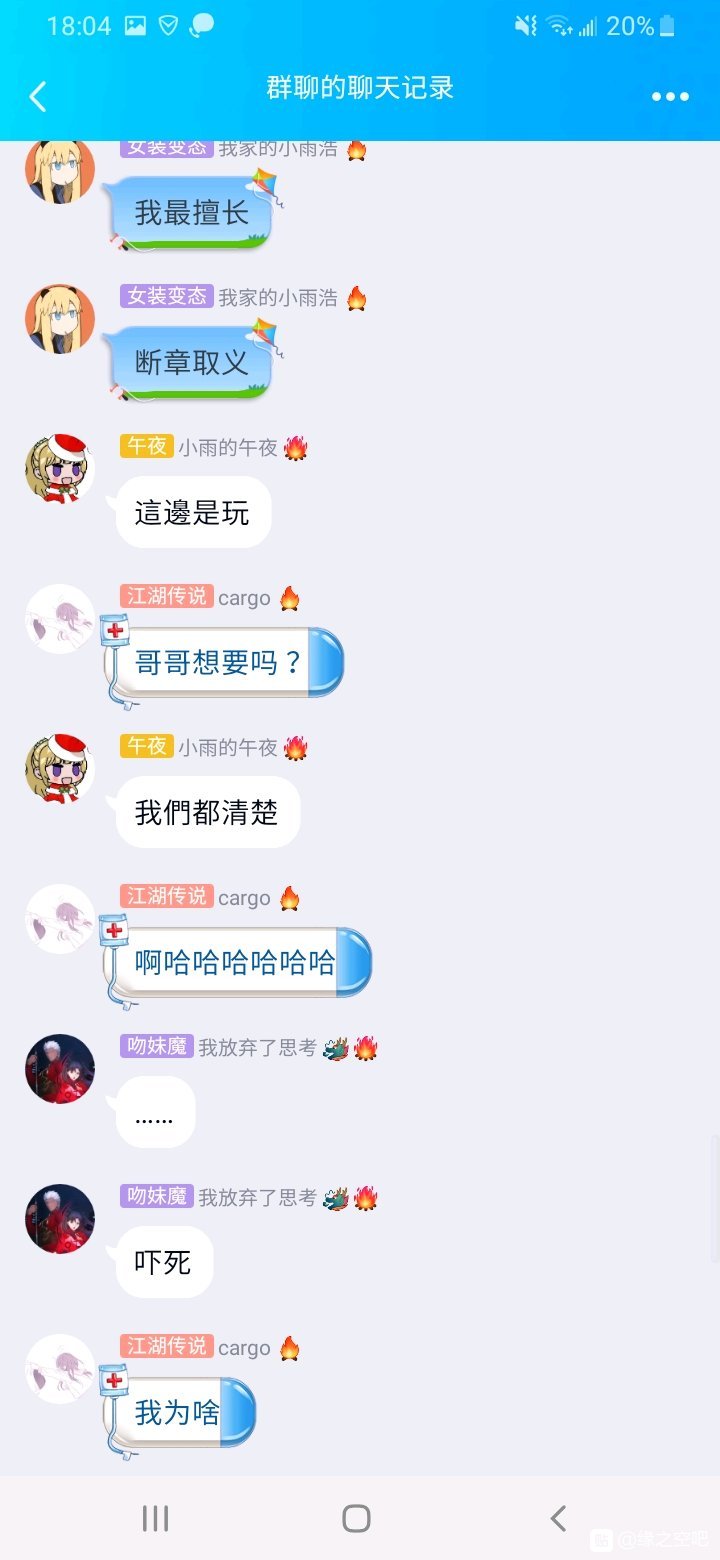 18:04
20%
群聊的聊天记录
女装变态 我家的小雨浩
我最擅长
女装变态 我家的小雨浩
断章取义
午夜 小雨的午夜
這邊是玩
江湖传说 cargo
哥哥想要吗？
午夜 小雨的午夜
我們都清楚
江湖传说 cargo
啊哈哈哈哈哈哈
吻妹魔 我放弃了思考
……
吻妹魔 我放弃了思考
吓死
江湖传说 cargo
我为啥
贴 @缘之空吧